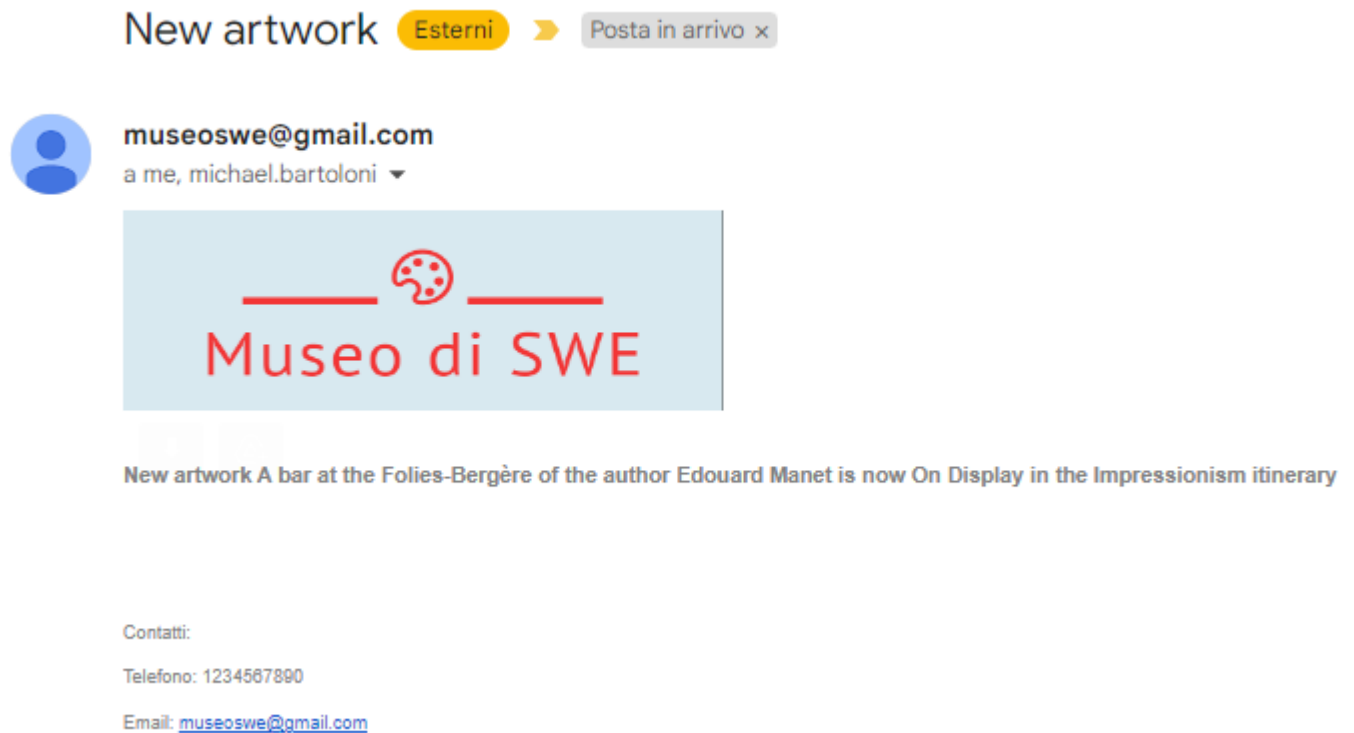 New artwork Esterni Posta in arrivo x
museoswe@gmail.com
a me, michael.bartoloni
Museo di SWE
New artwork A bar at the Folies-Bergère of the author Edouard Manet is now On Display in the Impressionism itinerary
Contatti:
Telefono: 1234567890
Email: museoswe@gmail.com